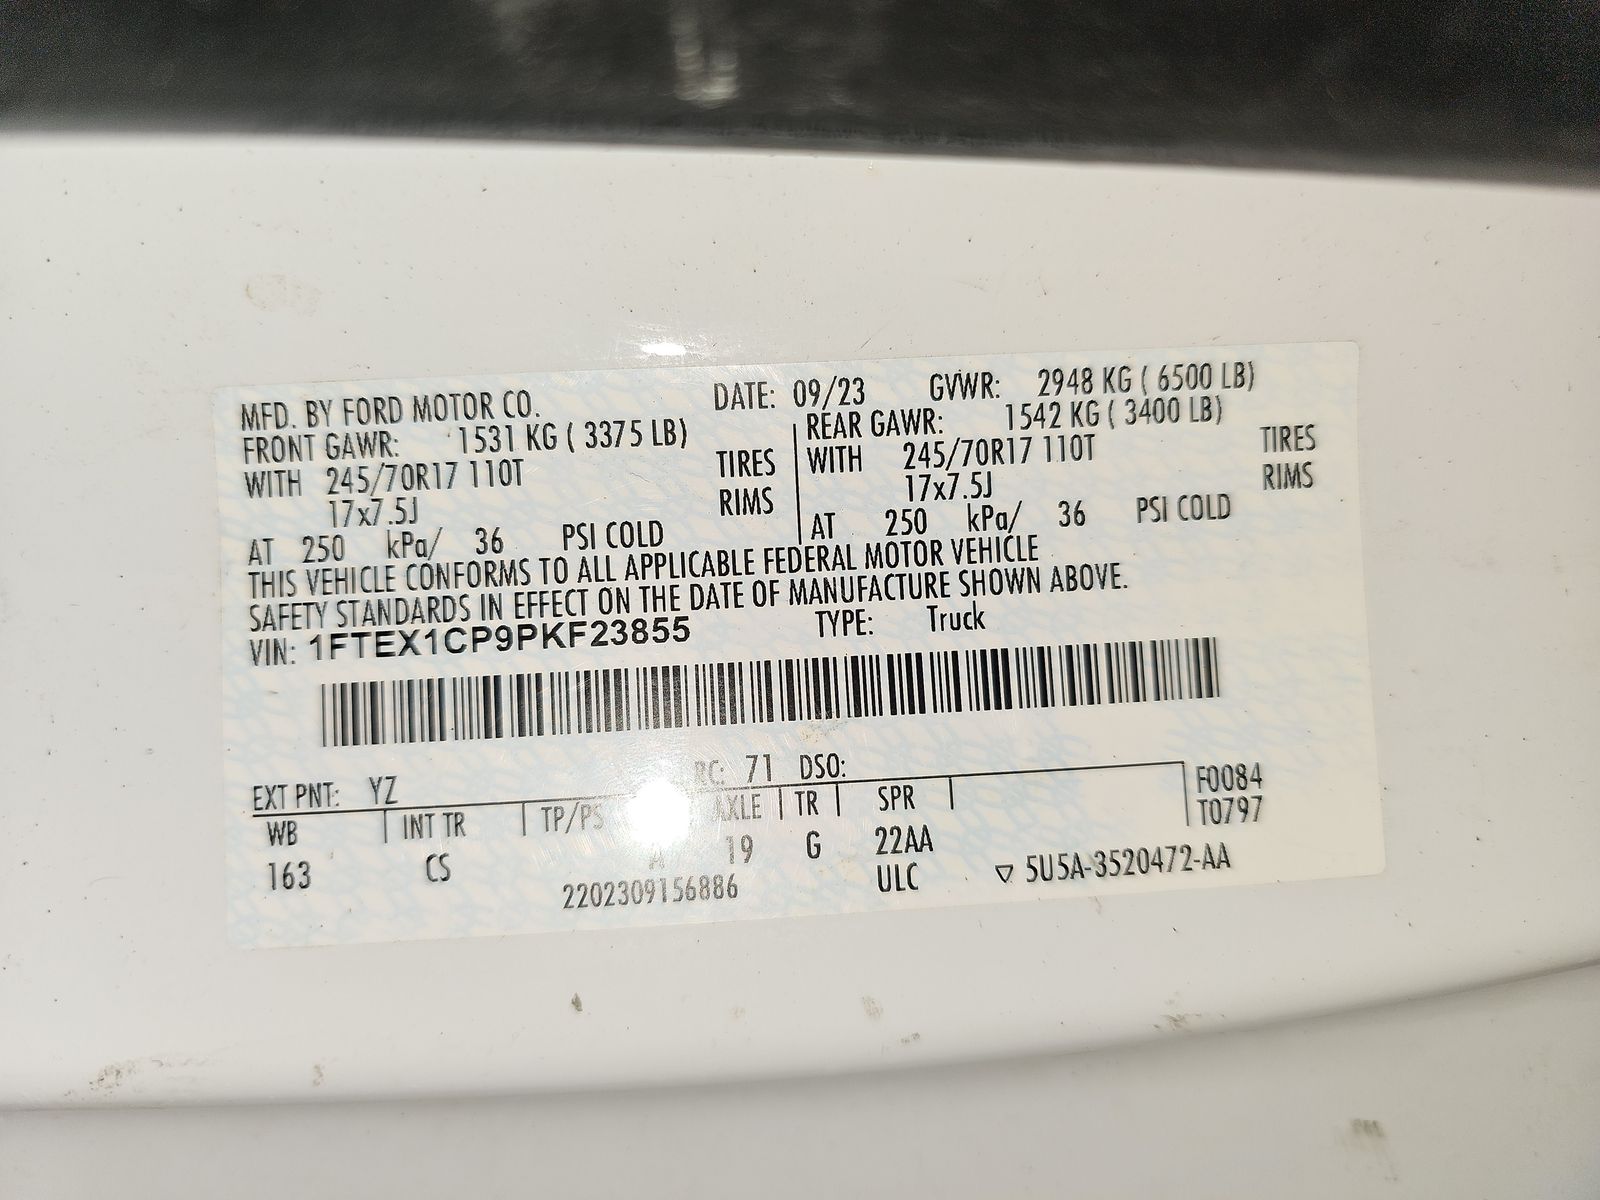 MFD. BY FORD MOTOR CO. DATE: 09/23 GVWR: 2948 KG ( 6500 LB)
FRONT GAWR: 1531 KG ( 3375 LB) REAR GAWR: 1542 KG ( 3400 LB)
WITH 245/70R17 110T TIRES WITH 245/70R17 110T TIRES
17x7.5J RIMS 17x7.5J RIMS
AT 250 kPa/ 36 PSI COLD AT 250 kPa/ 36 PSI COLD
THIS VEHICLE CONFORMS TO ALL APPLICABLE FEDERAL MOTOR VEHICLE
SAFETY STANDARDS IN EFFECT ON THE DATE OF MANUFACTURE SHOWN ABOVE.
VIN: 1FTEX1CP9PKF23855 TYPE: Truck
EXT PNT: YZ RC: 71 DSO: F0084
WB INT TR TP/PS AXLE TR SPR T0797
163 CS A 19 G 22AA
2202309156886 ULC ▽ 5U5A-3520472-AA